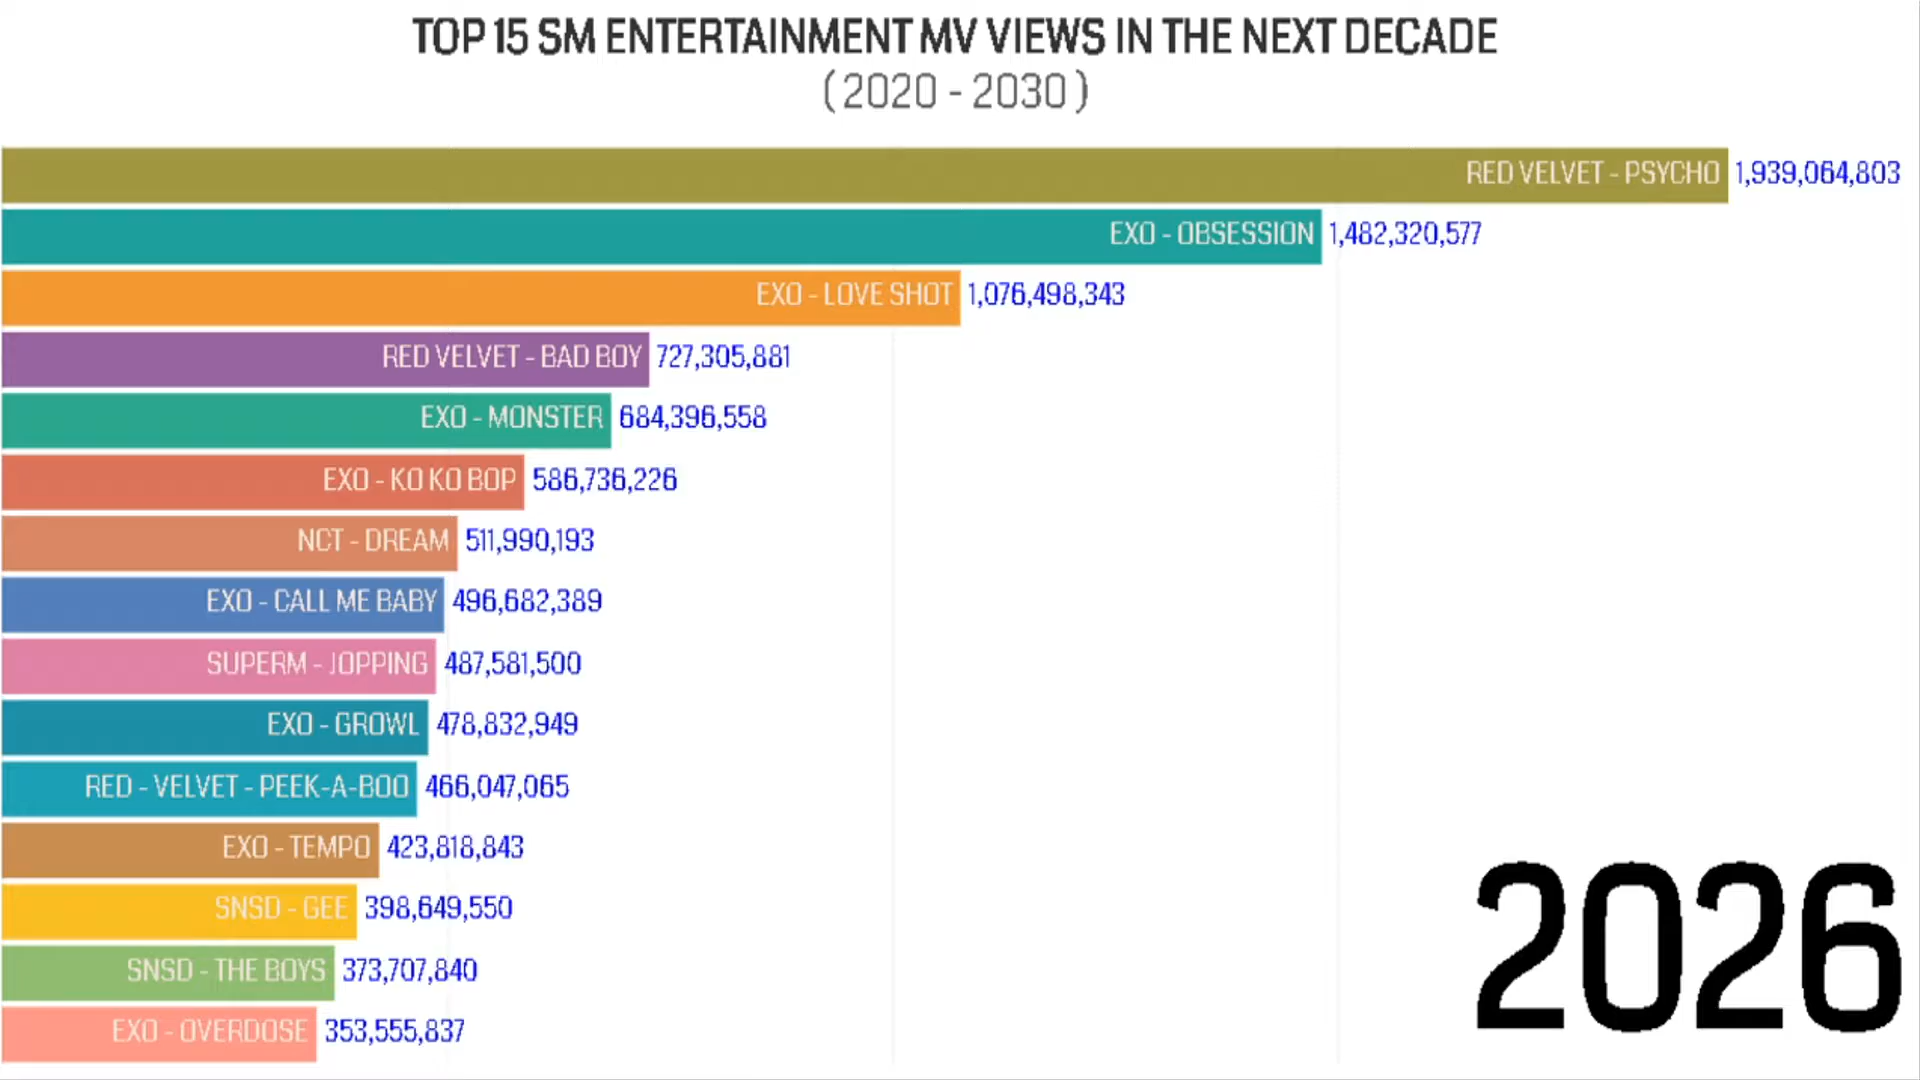 TOP 15 SM ENTERTAINMENT MV VIEWS IN THE NEXT DECADE
( 2020 - 2030 )
RED VELVET - PSYCHO 1,939,064,803
EXO - OBSESSION 1,482,320,577
EXO - LOVE SHOT 1,076,498,343
RED VELVET - BAD BOY 727,305,881
EXO - MONSTER 684,396,558
EXO - KO KO BOP 586,736,226
NCT - DREAM 511,990,193
EXO - CALL ME BABY 496,682,389
SUPERM - JOPPING 487,581,500
EXO - GROWL 478,832,949
RED - VELVET - PEEK-A-BOO 466,047,065
EXO - TEMPO 423,818,843
SNSD - GEE 398,649,550
SNSD - THE BOYS 373,707,840
EXO - OVERDOSE 353,555,837
2026